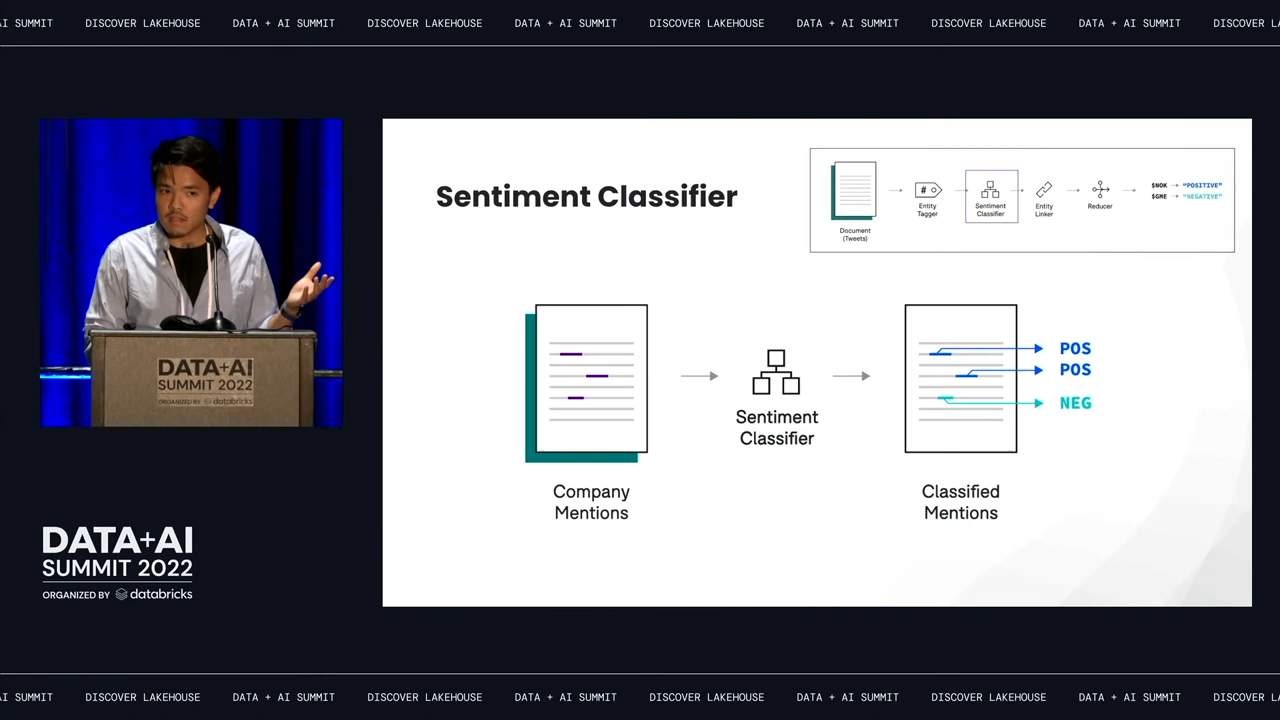 AI SUMMIT DISCOVER LAKEHOUSE DATA + AI SUMMIT DISCOVER LAKEHOUSE DATA + AI SUMMIT DISCOVER LAKEHOUSE DATA + AI SUMMIT DISCOVER LAKEHOUSE DATA + AI SUMMIT DISCOVER L
DATA+AI
SUMMIT 2022
ORGANIZED BY databricks
DATA+AI
SUMMIT 2022
ORGANIZED BY databricks
Sentiment Classifier
Document
(Tweets)
#
Entity
Tagger
Sentiment
Classifier
Entity
Linker
Reducer
$NOK → "POSITIVE"
$GME → "NEGATIVE"
Company
Mentions
Sentiment
Classifier
Classified
Mentions
POS
POS
NEG
AI SUMMIT DISCOVER LAKEHOUSE DATA + AI SUMMIT DISCOVER LAKEHOUSE DATA + AI SUMMIT DISCOVER LAKEHOUSE DATA + AI SUMMIT DISCOVER LAKEHOUSE DATA + AI SUMMIT DISCOVER L